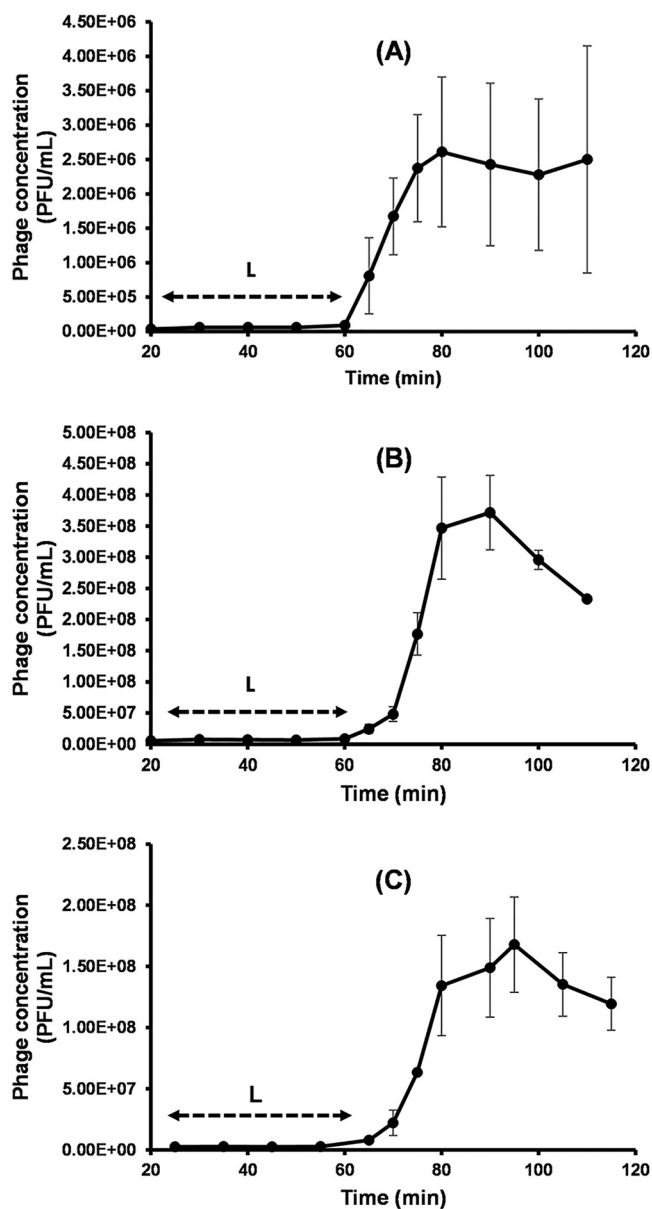 (A)
Phage concentration
(PFU/mL)
4.50E+06
4.00E+06
3.50E+06
3.00E+06
2.50E+06
2.00E+06
1.50E+06
1.00E+06
5.00E+05
0.00E+00
L
20 40 60 80 100 120
Time (min)
(B)
Phage concentration
(PFU/mL)
5.00E+08
4.50E+08
4.00E+08
3.50E+08
3.00E+08
2.50E+08
2.00E+08
1.50E+08
1.00E+08
5.00E+07
0.00E+00
L
20 40 60 80 100 120
Time (min)
(C)
Phage concentration
(PFU/mL)
2.50E+08
2.00E+08
1.50E+08
1.00E+08
5.00E+07
0.00E+00
L
20 40 60 80 100 120
Time (min)